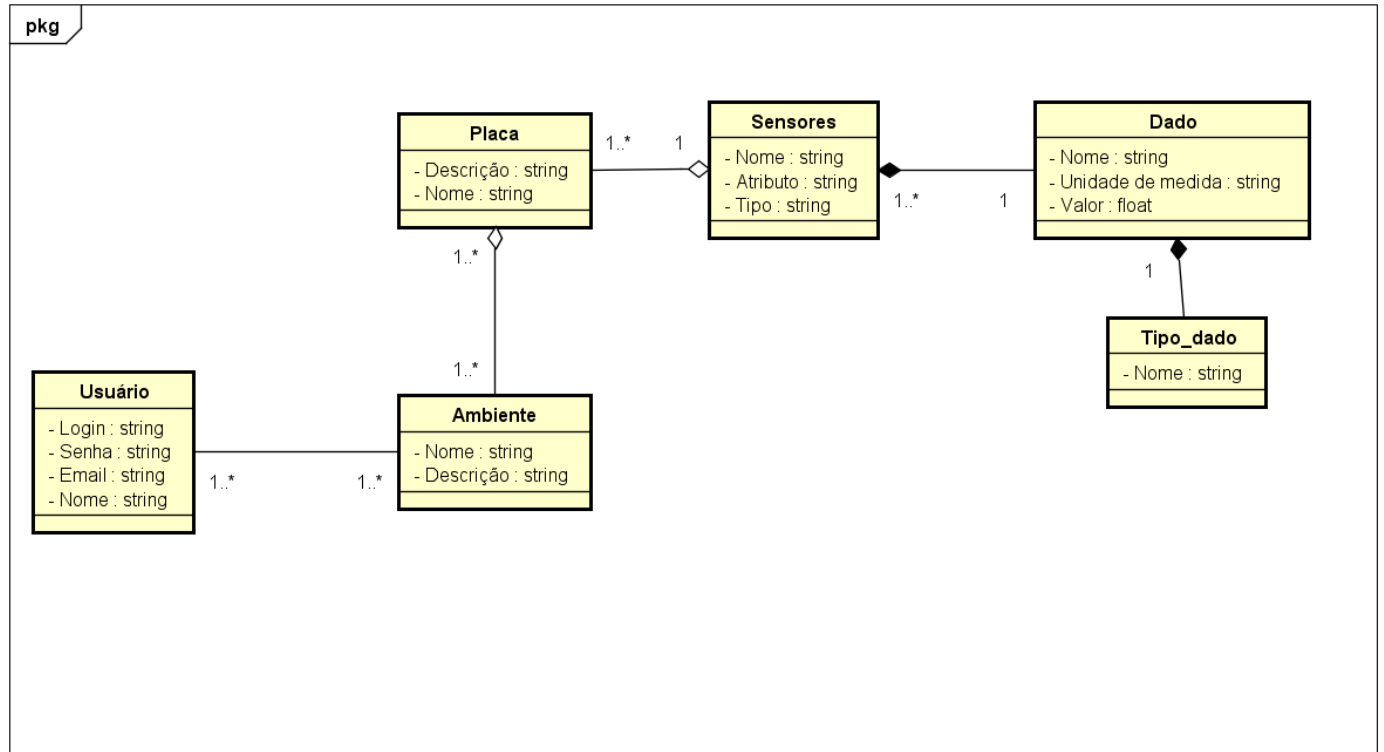 pkg
Placa
- Descrição : string
- Nome : string
1..*
1
Sensores
- Nome : string
- Atributo : string
- Tipo : string
1..*
1
Dado
- Nome : string
- Unidade de medida : string
- Valor : float
1
Tipo_dado
- Nome : string
1..*
1..*
Usuário
- Login : string
- Senha : string
- Email : string
- Nome : string
1..*
1..*
Ambiente
- Nome : string
- Descrição : string